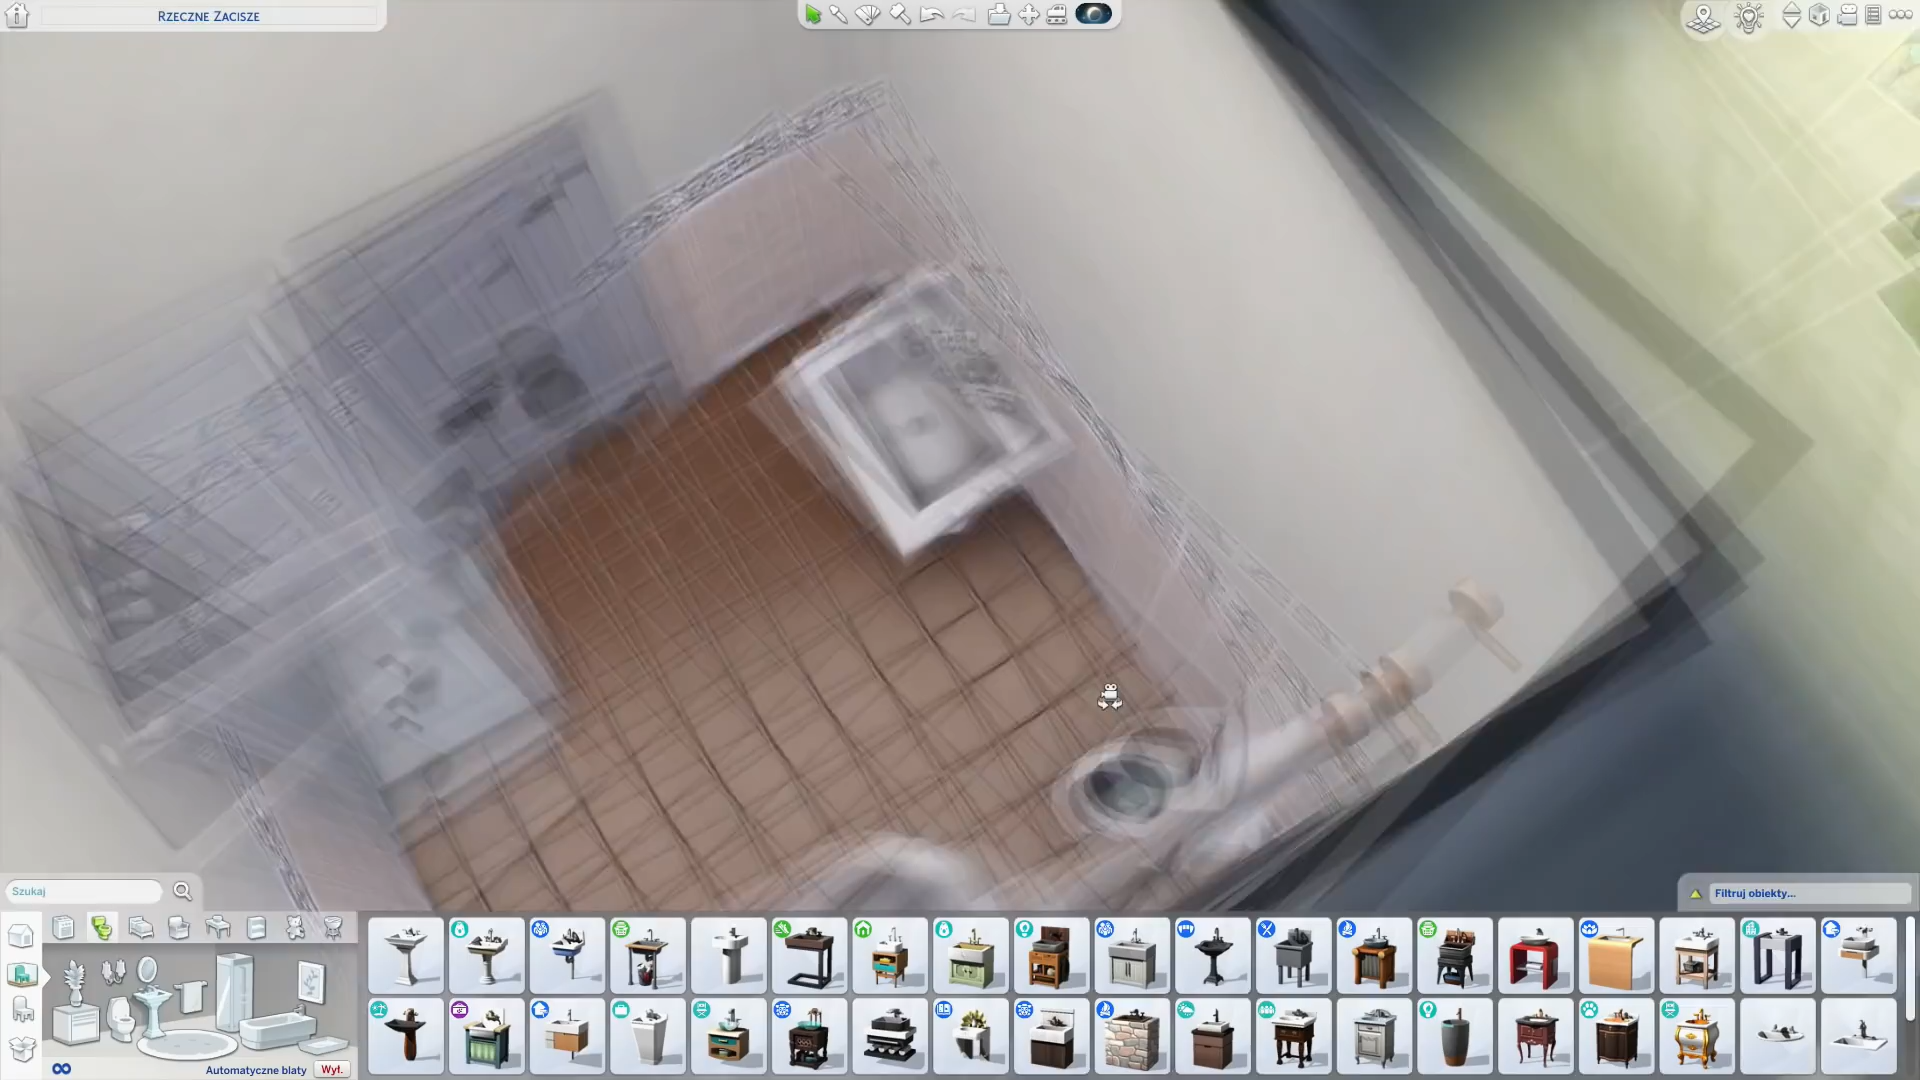 Rzeczne Zacisze
Szukaj
Filtruj obiekty...
Automatyczne blaty
Wył.